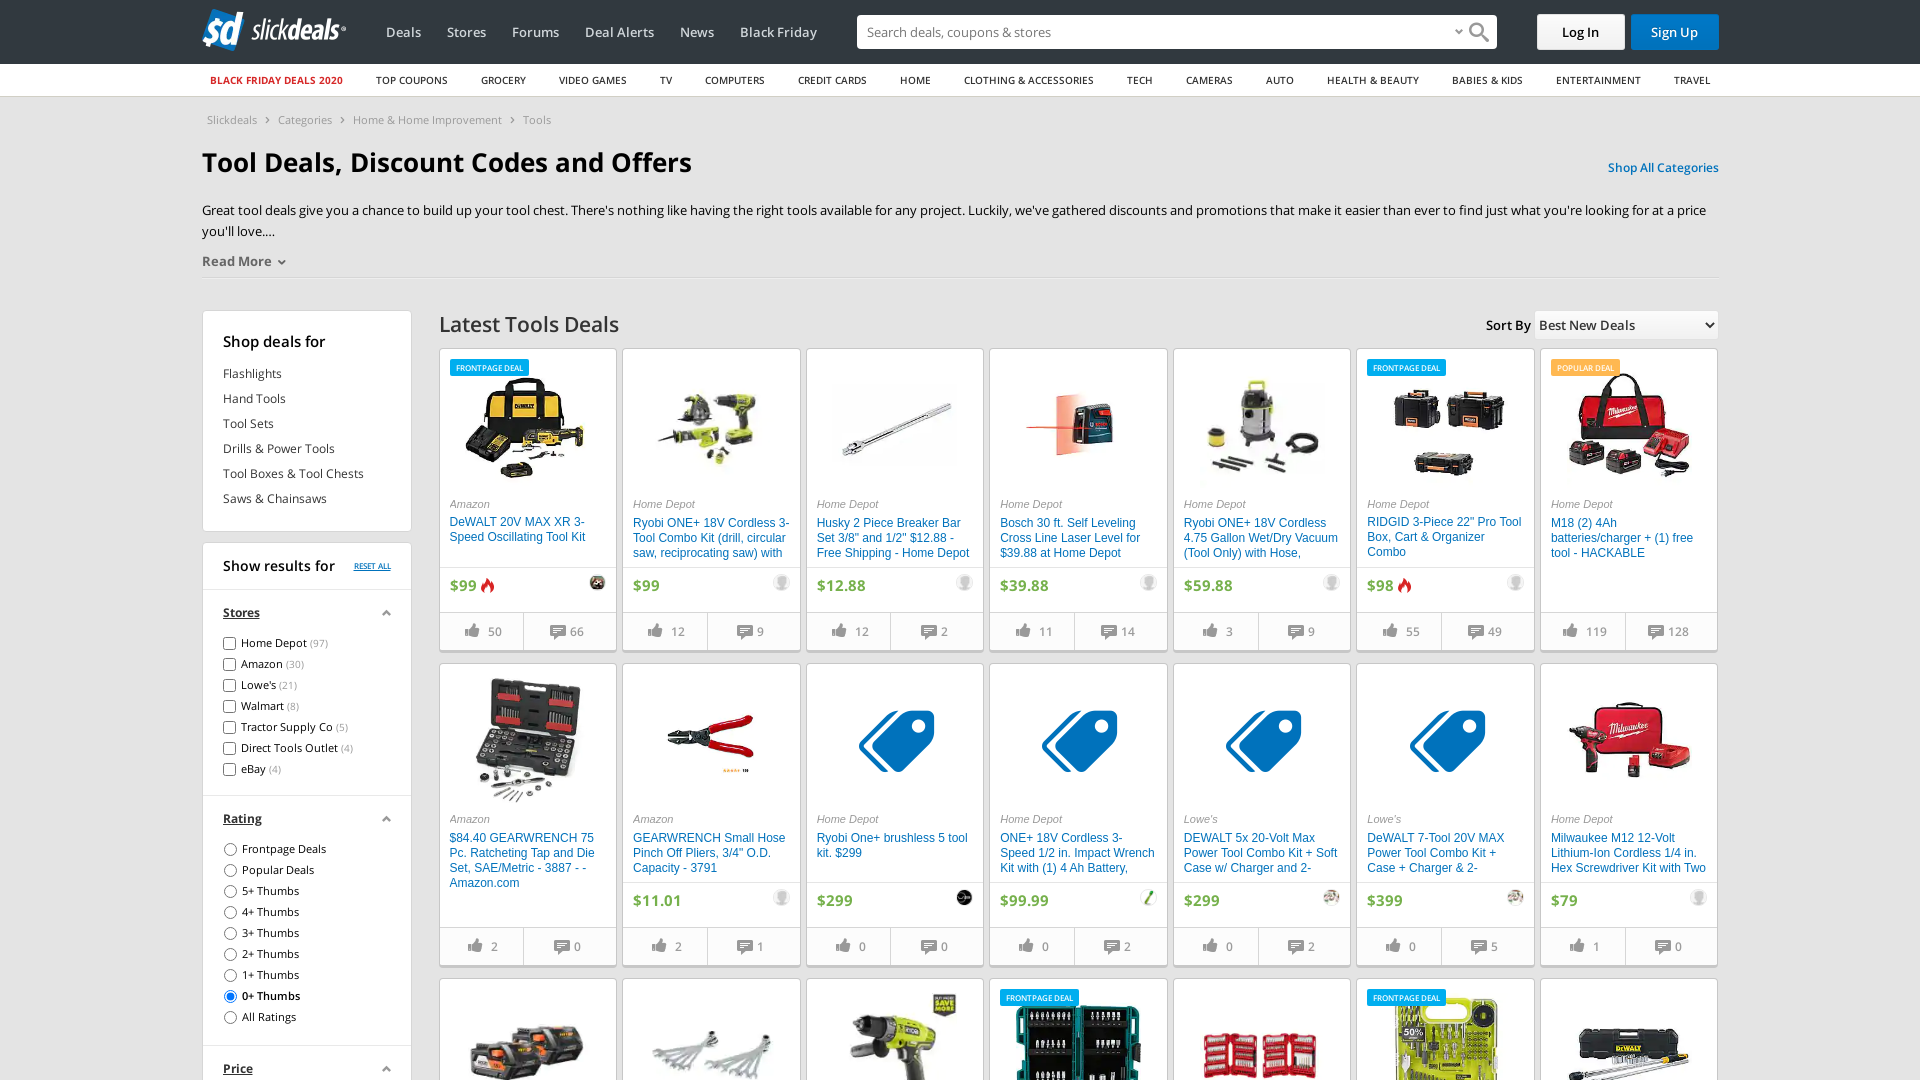 slickdeals
Deals
Stores
Forums
Deal Alerts
News
Black Friday
Search deals, coupons & stores
Log In
Sign Up
BLACK FRIDAY DEALS 2020
TOP COUPONS
GROCERY
VIDEO GAMES
TV
COMPUTERS
CREDIT CARDS
HOME
CLOTHING & ACCESSORIES
TECH
CAMERAS
AUTO
HEALTH & BEAUTY
BABIES & KIDS
ENTERTAINMENT
TRAVEL
Slickdeals > Categories > Home & Home Improvement > Tools
Tool Deals, Discount Codes and Offers
Shop All Categories
Great tool deals give you a chance to build up your tool chest. There's nothing like having the right tools available for any project. Luckily, we've gathered discounts and promotions that make it easier than ever to find just what you're looking for at a price
you'll love....
Read More
Shop deals for
Flashlights
Hand Tools
Tool Sets
Drills & Power Tools
Tool Boxes & Tool Chests
Saws & Chainsaws
Show results for
RESET ALL
Stores
Home Depot (97)
Amazon (30)
Lowe's (21)
Walmart (8)
Tractor Supply Co (5)
Direct Tools Outlet (4)
eBay (4)
Rating
Frontpage Deals
Popular Deals
5+ Thumbs
4+ Thumbs
3+ Thumbs
2+ Thumbs
1+ Thumbs
0+ Thumbs
All Ratings
Price
Latest Tools Deals
Sort By
Best New Deals
FRONTPAGE DEAL
DEWALT
Amazon
DeWALT 20V MAX XR 3-
Speed Oscillating Tool Kit
$99
50
66
Home Depot
Ryobi ONE+ 18V Cordless 3-
Tool Combo Kit (drill, circular
saw, reciprocating saw) with
$99
12
9
Home Depot
Husky 2 Piece Breaker Bar
Set 3/8" and 1/2" $12.88 -
Free Shipping - Home Depot
$12.88
12
2
Home Depot
Bosch 30 ft. Self Leveling
Cross Line Laser Level for
$39.88 at Home Depot
$39.88
11
14
Home Depot
Ryobi ONE+ 18V Cordless
4.75 Gallon Wet/Dry Vacuum
(Tool Only) with Hose,
$59.88
3
9
FRONTPAGE DEAL
Home Depot
RIDGID 3-Piece 22" Pro Tool
Box, Cart & Organizer
Combo
$98
55
49
POPULAR DEAL
Milwaukee
Home Depot
M18 (2) 4Ah
batteries/charger + (1) free
tool - HACKABLE
119
128
Amazon
$84.40 GEARWRENCH 75
Pc. Ratcheting Tap and Die
Set, SAE/Metric - 3887 - -
Amazon.com
2
0
Amazon
GEARWRENCH Small Hose
Pinch Off Pliers, 3/4" O.D.
Capacity - 3791
$11.01
2
1
Home Depot
Ryobi One+ brushless 5 tool
kit. $299
$299
0
0
Home Depot
ONE+ 18V Cordless 3-
Speed 1/2 in. Impact Wrench
Kit with (1) 4 Ah Battery,
$99.99
0
2
Lowe's
DEWALT 5x 20-Volt Max
Power Tool Combo Kit + Soft
Case w/ Charger and 2-
$299
0
2
Lowe's
DeWALT 7-Tool 20V MAX
Power Tool Combo Kit +
Case + Charger & 2-
$399
0
5
Milwaukee
Home Depot
Milwaukee M12 12-Volt
Lithium-Ion Cordless 1/4 in.
Hex Screwdriver Kit with Two
$79
1
0
SAVE
MORE
FRONTPAGE DEAL
FRONTPAGE DEAL
50%
DEWALT